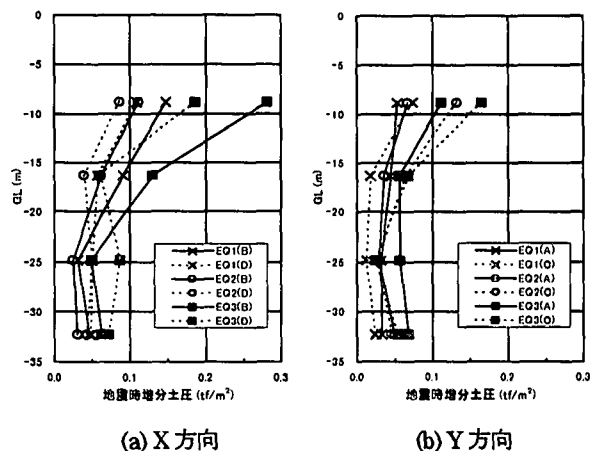 0
-5
-10
-15
-20
-25
-30
-35
GL (m)
EQ1(B)
EQ1(D)
EQ2(B)
EQ2(D)
EQ3(B)
EQ3(D)
0.0 0.1 0.2 0.3
地震時増分土圧 (tf/m²)
(a) X 方向
0
-5
-10
-15
-20
-25
-30
-35
GL (m)
EQ1(A)
EQ1(O)
EQ2(A)
EQ2(O)
EQ3(A)
EQ3(O)
0.0 0.1 0.2 0.3
地震時増分土圧 (tf/m²)
(b) Y 方向